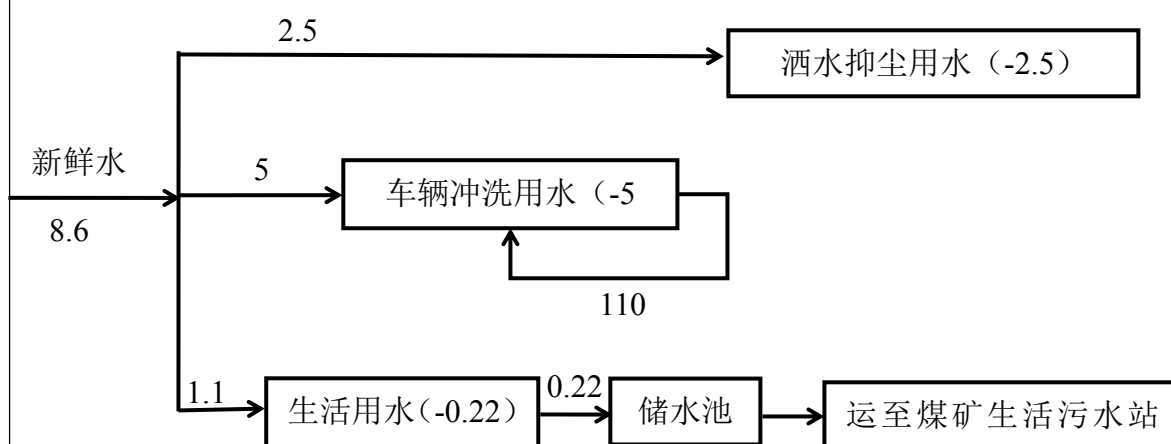 2.5
洒水抑尘用水（-2.5）
新鲜水
8.6
5
车辆冲洗用水（-5
110
1.1
生活用水（-0.22）
0.22
储水池
运至煤矿生活污水站